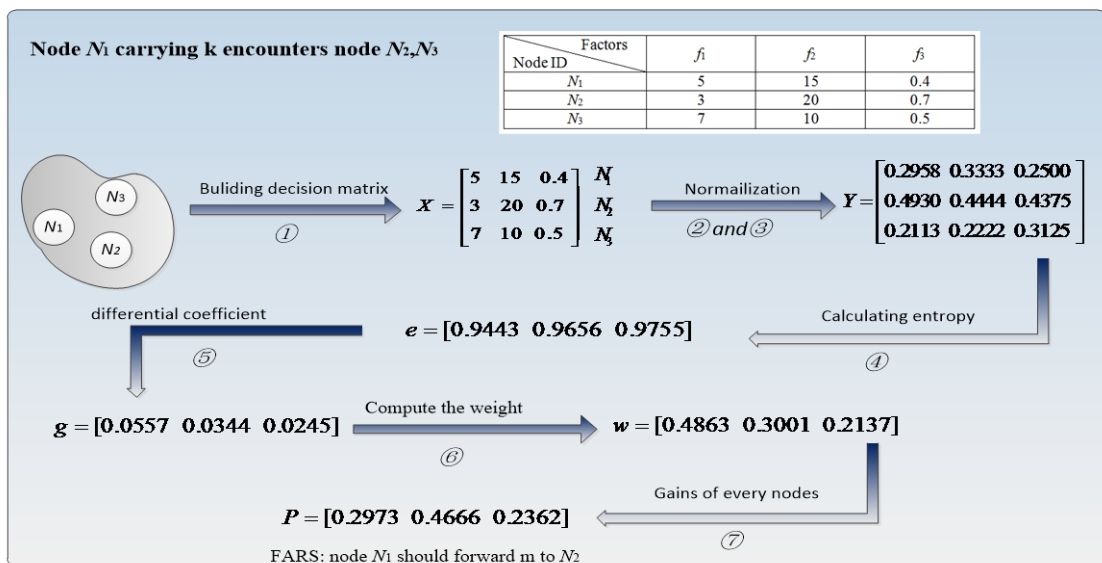 Node N1 carrying k encounters node N2,N3
Factors
Node ID
f1 f2 f3
N1 5 15 0.4
N2 3 20 0.7
N3 7 10 0.5
N3
N1
N2
Buliding decision matrix
①
X = [5 15 0.4] N1
[3 20 0.7] N2
[7 10 0.5] N3
Normailization
② and ③
Y = [0.2958 0.3333 0.2500]
[0.4930 0.4444 0.4375]
[0.2113 0.2222 0.3125]
Calculating entropy
④
e = [0.9443 0.9656 0.9755]
differential coefficient
⑤
g = [0.0557 0.0344 0.0245]
Compute the weight
⑥
w = [0.4863 0.3001 0.2137]
Gains of every nodes
⑦
P = [0.2973 0.4666 0.2362]
FARS: node N1 should forward m to N2